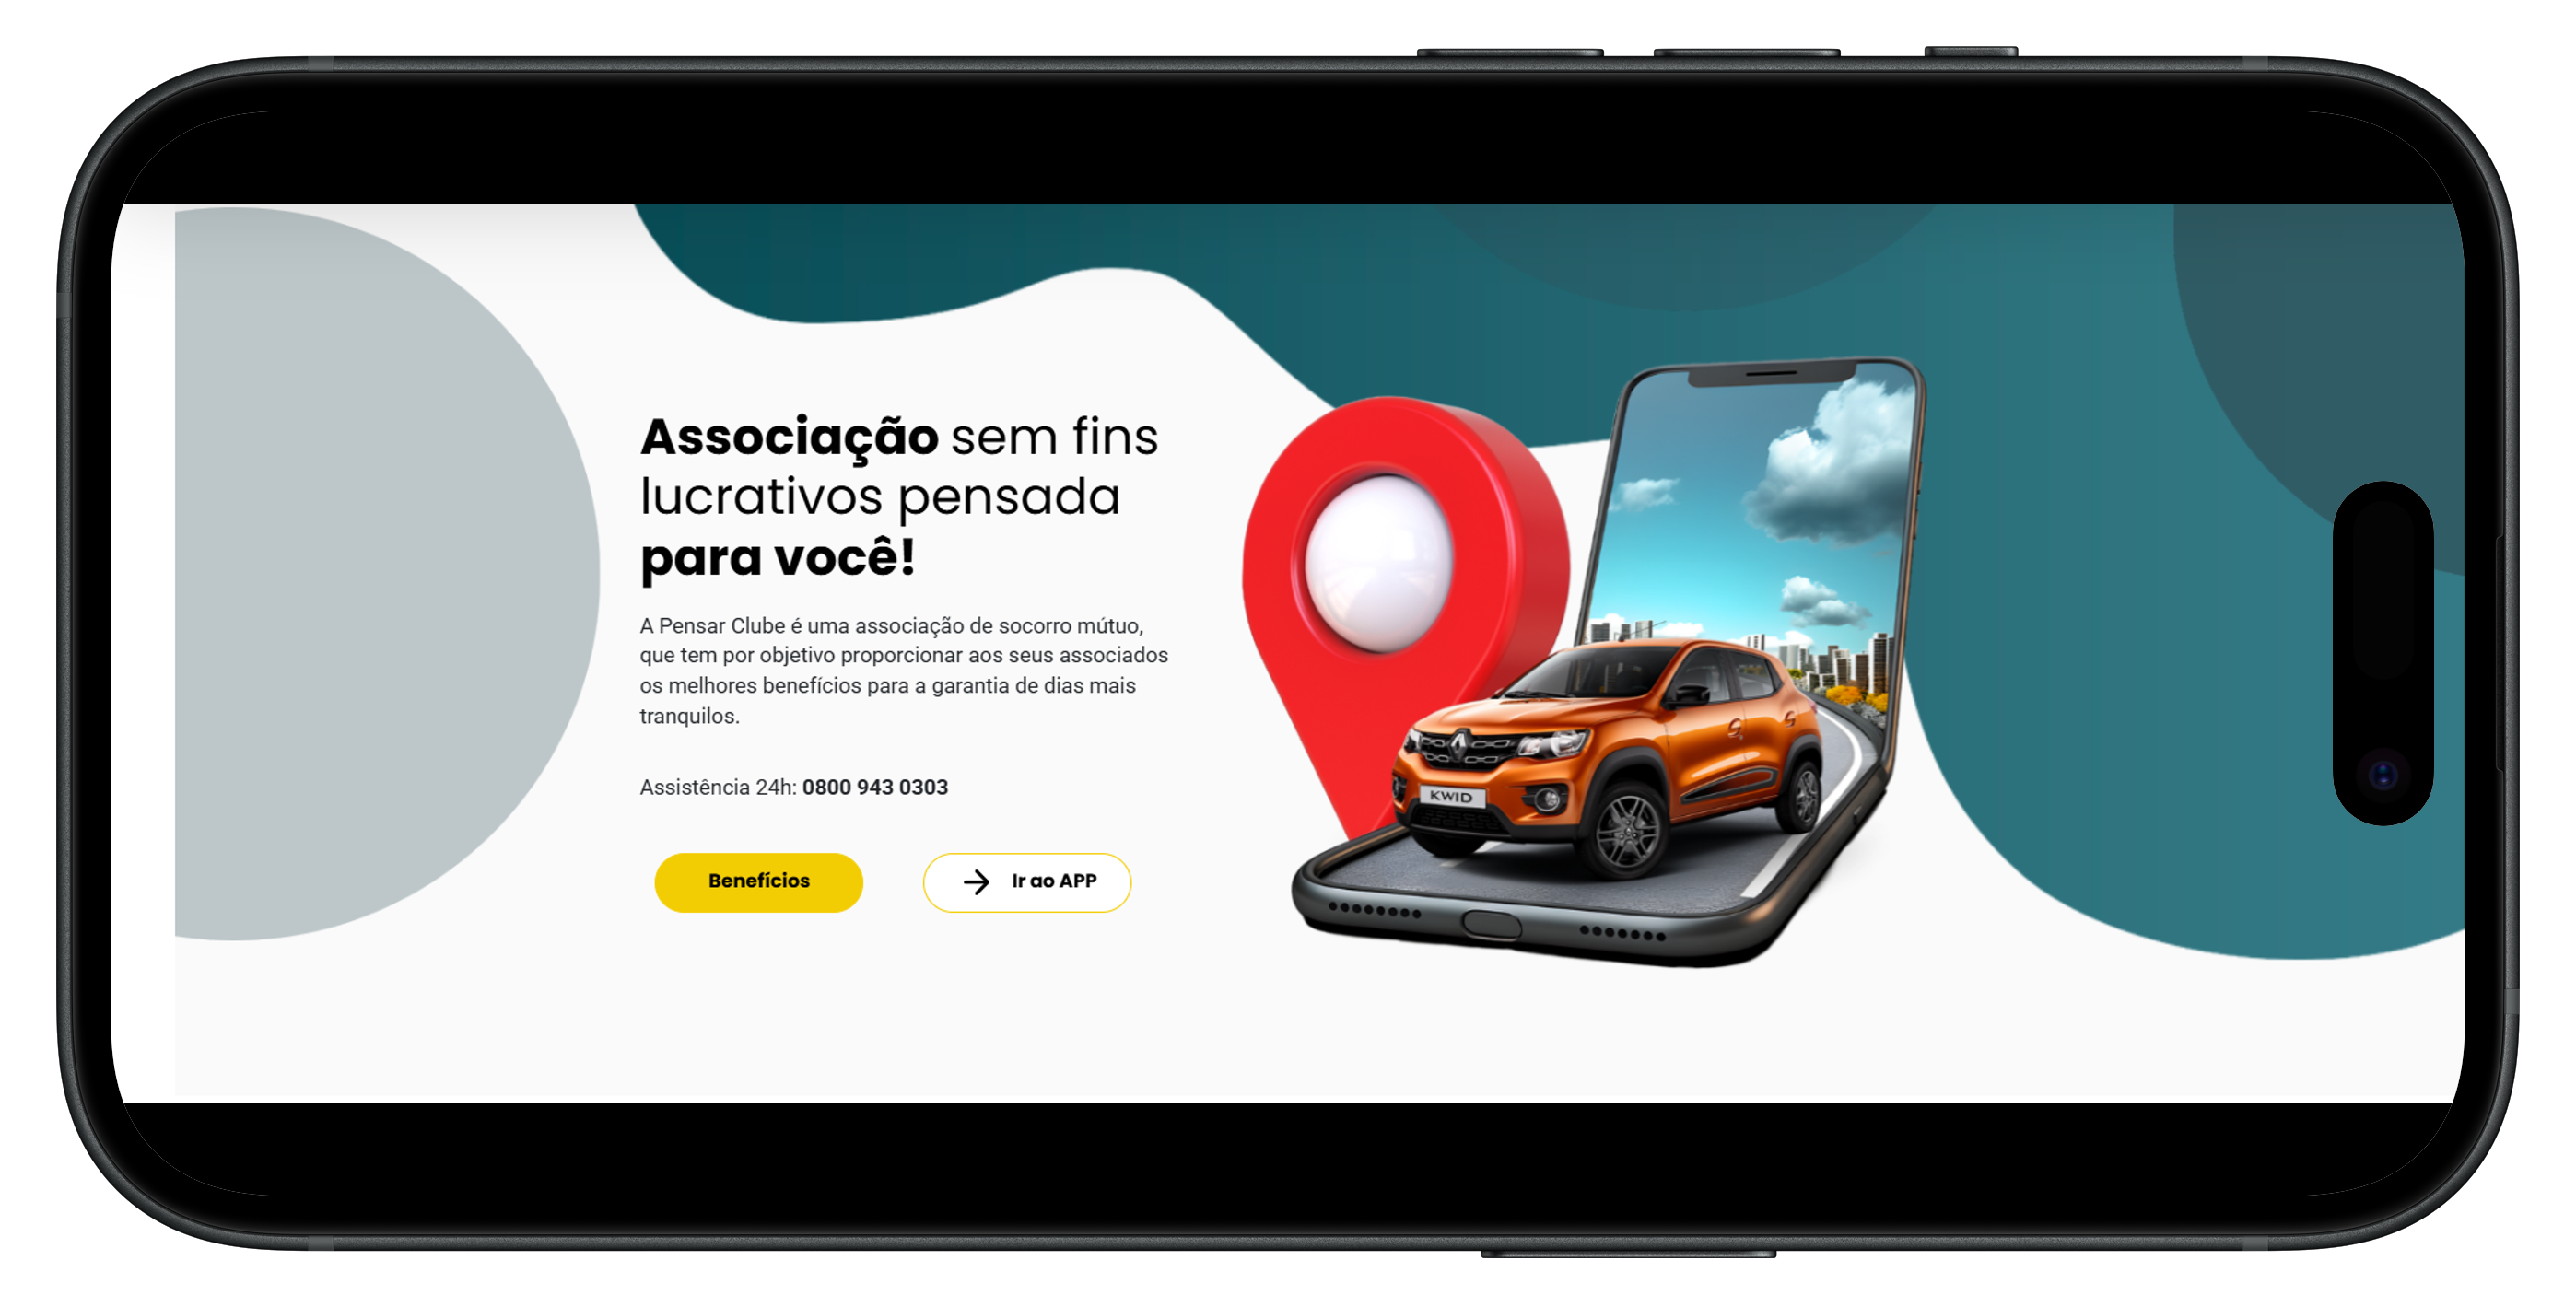 Associação sem fins
lucrativos pensada
para você!
A Pensar Clube é uma associação de socorro mútuo,
que tem por objetivo proporcionar aos seus associados
os melhores benefícios para a garantia de dias mais
tranquilos.
Assistência 24h: 0800 943 0303
Benefícios
Ir ao APP
KWID